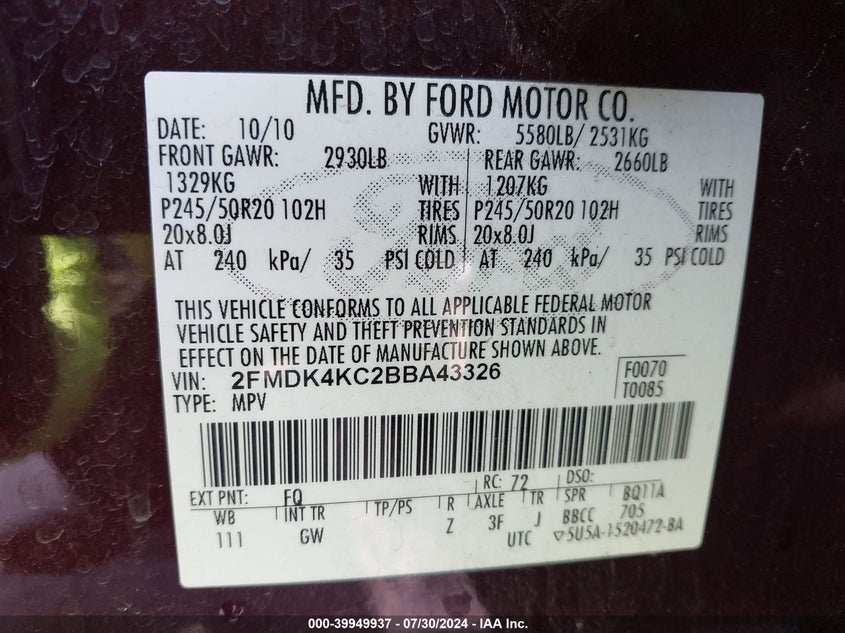 MFD. BY FORD MOTOR CO.
DATE: 10/10 GVWR: 5580LB/ 2531KG
FRONT GAWR: 2930LB REAR GAWR: 2660LB
1329KG WITH 1207KG WITH
P245/50R20 102H TIRES P245/50R20 102H TIRES
20x8.0J RIMS 20x8.0J RIMS
AT 240 kPa/ 35 PSI COLD AT 240 kPa/ 35 PSI COLD
THIS VEHICLE CONFORMS TO ALL APPLICABLE FEDERAL MOTOR
VEHICLE SAFETY AND THEFT PREVENTION STANDARDS IN
EFFECT ON THE DATE OF MANUFACTURE SHOWN ABOVE.
VIN: 2FMDK4KC2BBA43326 F0070
TYPE: MPV T0085
EXT PNT: FQ RC: 72 DSO:
WB INT TR TP/PS R AXLE TR SPR BQ11A
111 GW Z 3F J BBCC 705
UTC ▽5U5A-1520472-BA
000-39949937 - 07/30/2024 - IAA Inc.